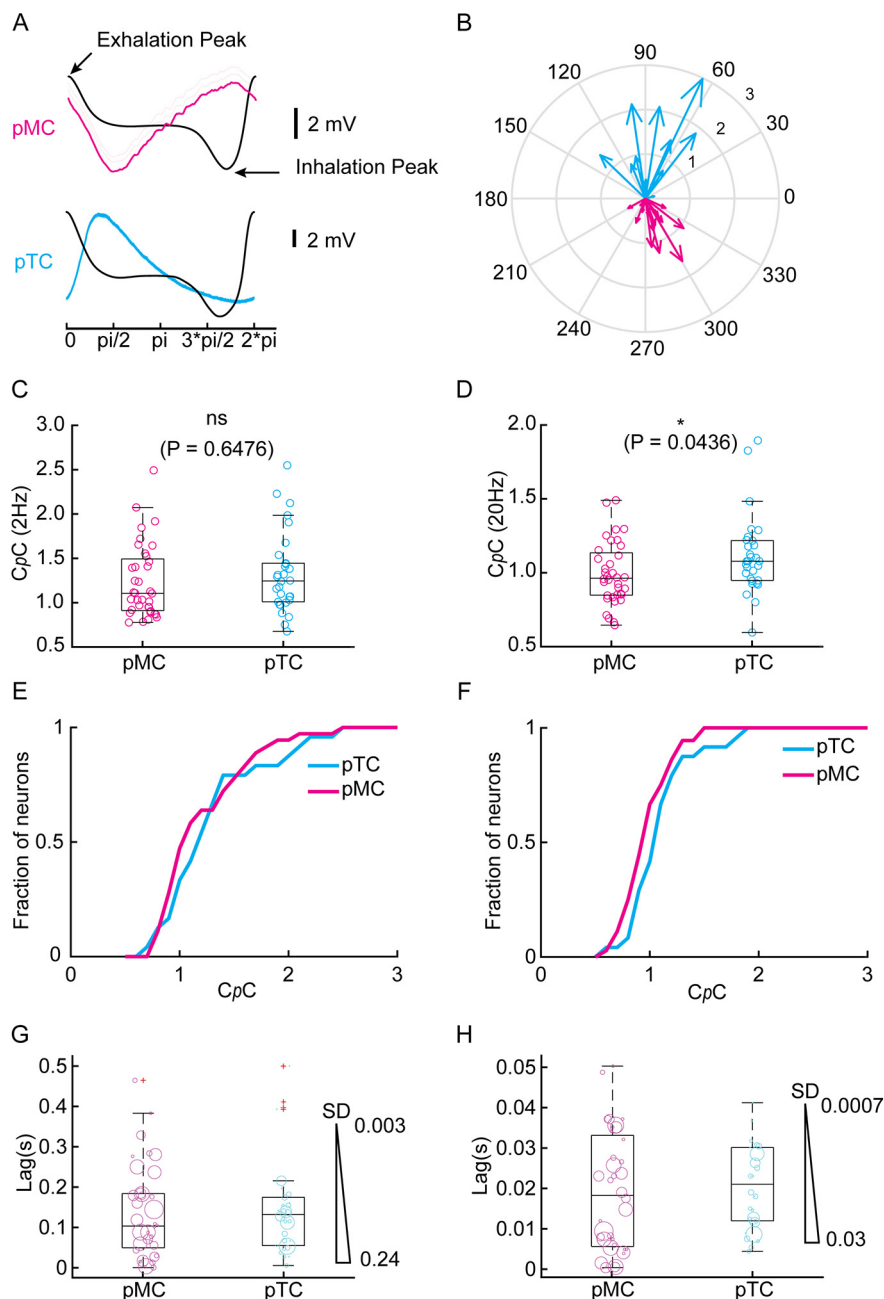 A
Exhalation Peak
pMC
2 mV
Inhalation Peak
pTC
2 mV
0 pi/2 pi 3*pi/2 2*pi
B
90
120 60
150 30
3
2
1
180 0
210 330
240 300
270
C
ns
(P = 0.6476)
3.0
2.5
2.0
1.5
1.0
0.5
CpC (2Hz)
pMC pTC
D
*
(P = 0.0436)
2.0
1.5
1.0
0.5
CpC (20Hz)
pMC pTC
E
1
0.5
0
Fraction of neurons
pTC
pMC
0 1 2 3
CpC
F
1
0.5
0
Fraction of neurons
pTC
pMC
0 1 2 3
CpC
G
0.5
0.4
0.3
0.2
0.1
0
Lag(s)
SD
0.003
0.24
pMC pTC
H
0.05
0.04
0.03
0.02
0.01
0
Lag(s)
SD
0.0007
0.03
pMC pTC